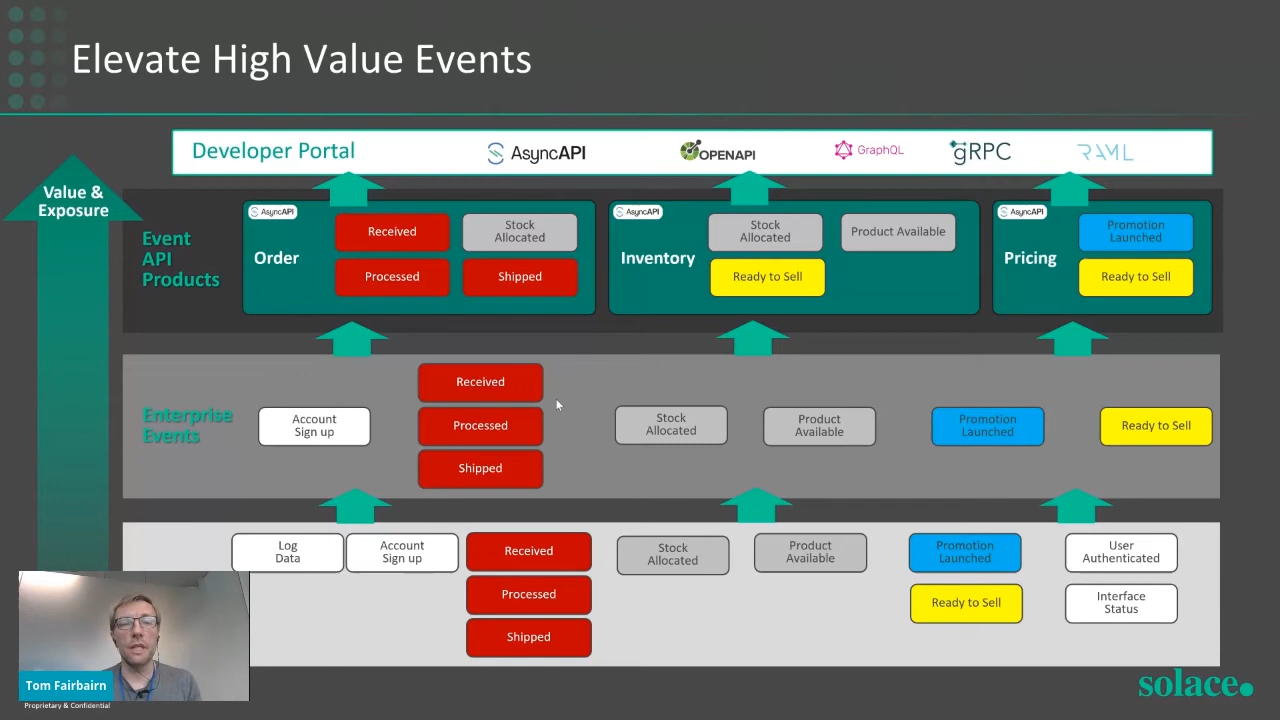 Elevate High Value Events
Developer Portal
AsyncAPI
OPENAPI
GraphQL
gRPC
RAML
Value &
Exposure
Event
API
Products
AsyncAPI
Order
Received
Stock
Allocated
Processed
Shipped
AsyncAPI
Inventory
Stock
Allocated
Product Available
Ready to Sell
AsyncAPI
Pricing
Promotion
Launched
Ready to Sell
Enterprise
Events
Account
Sign up
Received
Processed
Shipped
Stock
Allocated
Product
Available
Promotion
Launched
Ready to Sell
Log
Data
Account
Sign up
Received
Processed
Shipped
Stock
Allocated
Product
Available
Promotion
Launched
Ready to Sell
User
Authenticated
Interface
Status
Tom Fairbairn
Proprietary & Confidential
solace.